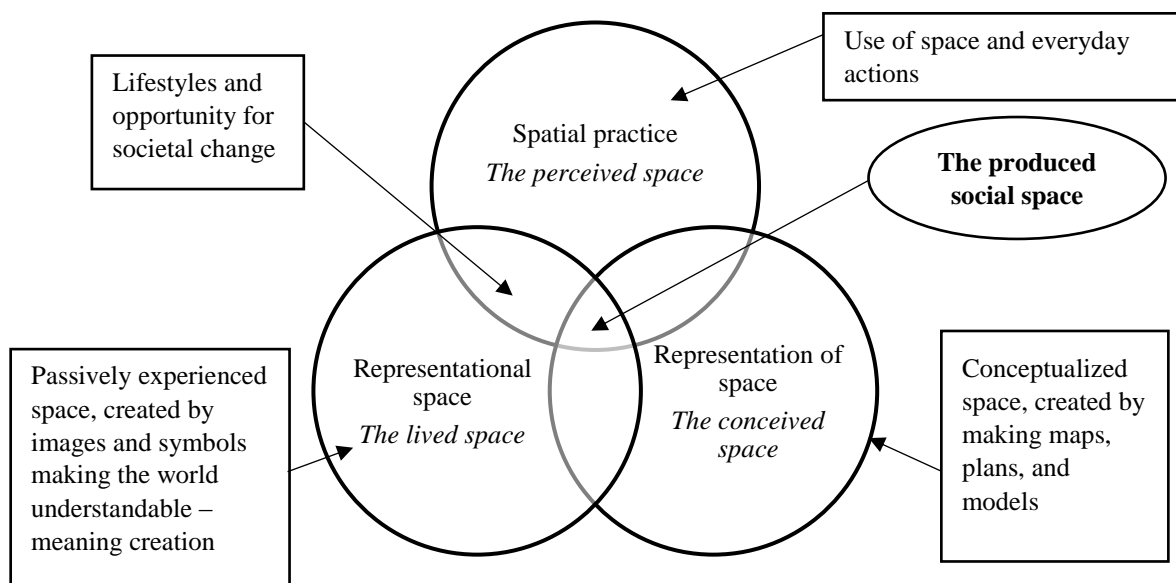 Use of space and everyday
actions
Lifestyles and
opportunity for
societal change
Spatial practice
The perceived space
The produced
social space
Representational
space
The lived space
Representation of
space
The conceived
space
Passively experienced
space, created by
images and symbols
making the world
understandable –
meaning creation
Conceptualized
space, created by
making maps,
plans, and
models